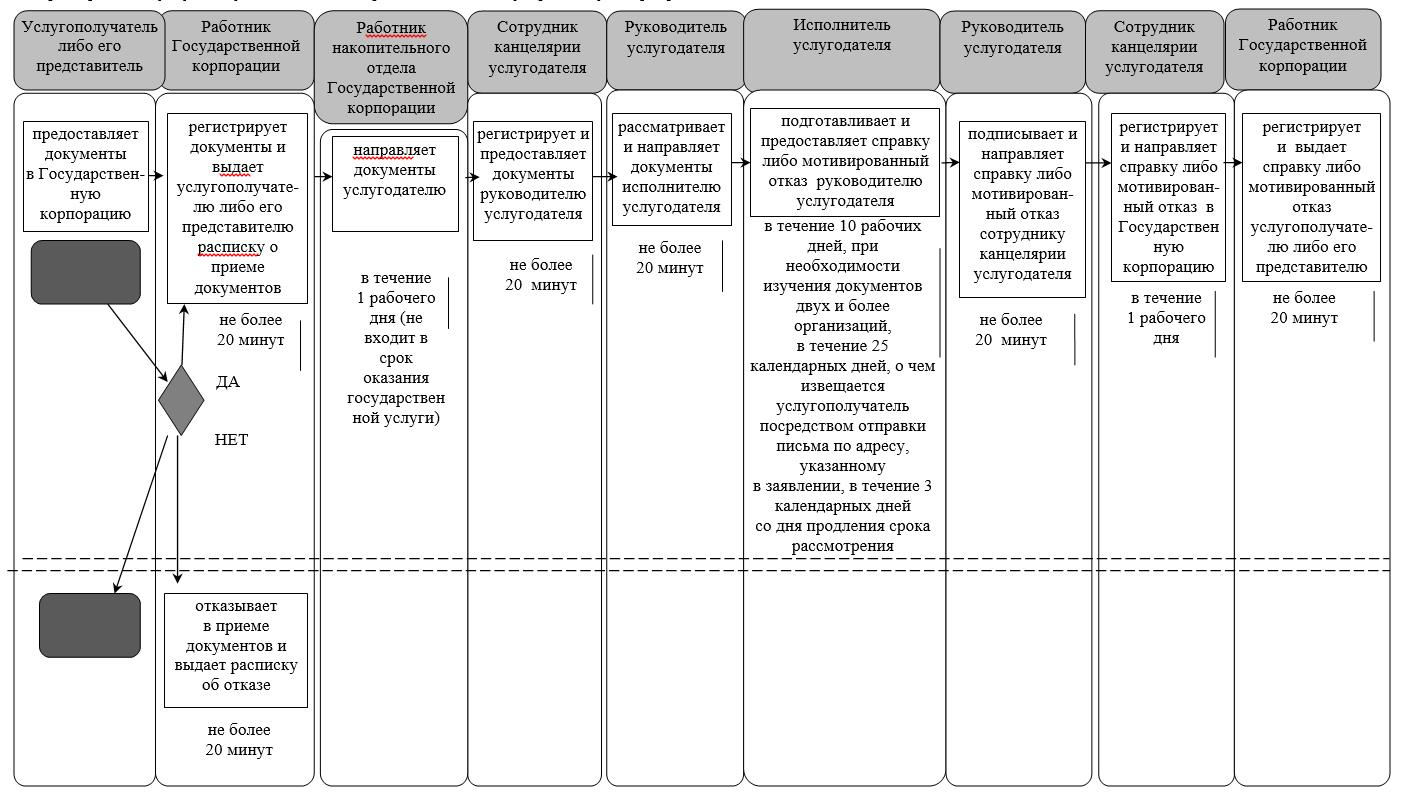 Услугополучатель
либо его
представитель
Работник
Государственной
корпорации
Работник
накопительного
отдела
Государственной
корпорации
Сотрудник
канцелярии
услугодателя
Руководитель
услугодателя
Исполнитель
услугодателя
Руководитель
услугодателя
Сотрудник
канцелярии
услугодателя
Работник
Государственной
корпорации
предоставляет
документы
в Государствен-
ную
корпорацию
регистрирует
документы и
выдает
услугополучате-
лю либо его
представителю
расписку о
приеме
документов
не более
20 минут
ДА
НЕТ
отказывает
в приеме
документов и
выдает расписку
об отказе
не более
20 минут
направляет
документы
услугодателю
в течение
1 рабочего
дня (не
входит в
срок
оказания
государствен
ной услуги)
регистрирует и
предоставляет
документы
руководителю
услугодателя
не более
20 минут
рассматривает
и направляет
документы
исполнителю
услугодателя
не более
20 минут
подготавливает и
предоставляет справку
либо мотивированный
отказ руководителю
услугодателя
в течение 10 рабочих
дней, при
необходимости
изучения документов
двух и более
организаций,
в течение 25
календарных дней, о чем
извещается
услугополучатель
посредством отправки
письма по адресу,
указанному
в заявлении, в течение 3
календарных дней
со дня продления срока
рассмотрения
подписывает и
направляет
справку либо
мотивирован-
ный отказ
сотруднику
канцелярии
услугодателя
не более
20 минут
регистрирует
и направляет
справку либо
мотивирован-
ный отказ в
Государствен
ную
корпорацию
в течение
1 рабочего
дня
регистрирует
и выдает
справку либо
мотивированный
отказ
услугополучате-
лю либо его
представителю
не более
20 минут